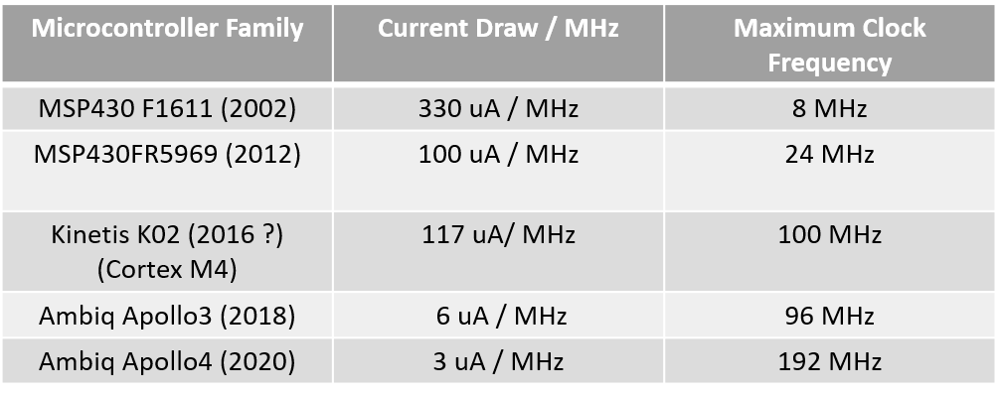 Microcontroller Family Current Draw / MHz Maximum Clock
Frequency
MSP430 F1611 (2002) 330 uA / MHz 8 MHz
MSP430FR5969 (2012) 100 uA / MHz 24 MHz
Kinetis K02 (2016 ?) 117 uA/ MHz 100 MHz
(Cortex M4)
Ambiq Apollo3 (2018) 6 uA / MHz 96 MHz
Ambiq Apollo4 (2020) 3 uA / MHz 192 MHz